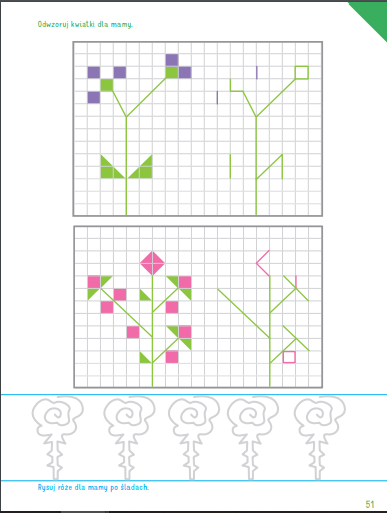 Odwzoruj kwiatki dla mamy.
Rysuj róże dla mamy po śladach.
51